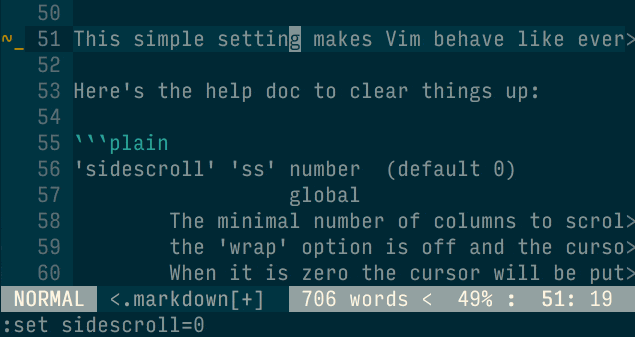 50
~_ 51 This simple setting makes Vim behave like ever>
52
53 Here's the help doc to clear things up:
54
55 ```plain
56 'sidescroll' 'ss' number  (default 0)
57                   global
58         The minimal number of columns to scrol>
59         the 'wrap' option is off and the curso>
60         When it is zero the cursor will be put>
NORMAL  <.markdown[+]  706 words <  49% :  51: 19
:set sidescroll=0